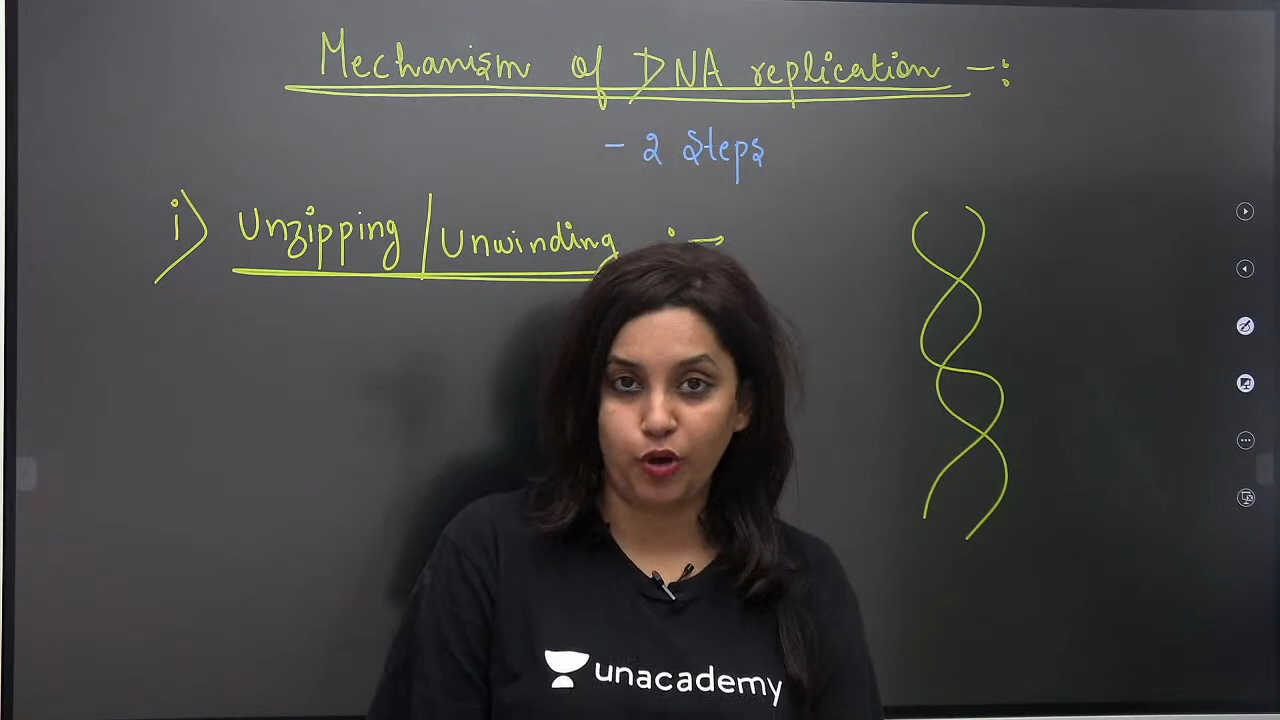 Mechanism of DNA replication -:
- 2 Steps
i) Unzipping / Unwinding : -
unacademy